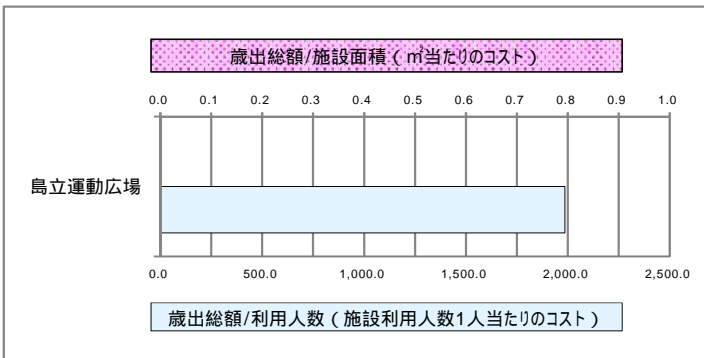 歳出総額/施設面積（㎡当たりのコスト）
0.0 0.1 0.2 0.3 0.4 0.5 0.6 0.7 0.8 0.9 1.0
島立運動広場
0.0 500.0 1,000.0 1,500.0 2,000.0 2,500.0
歳出総額/利用人数（施設利用人数1人当たりのコスト）